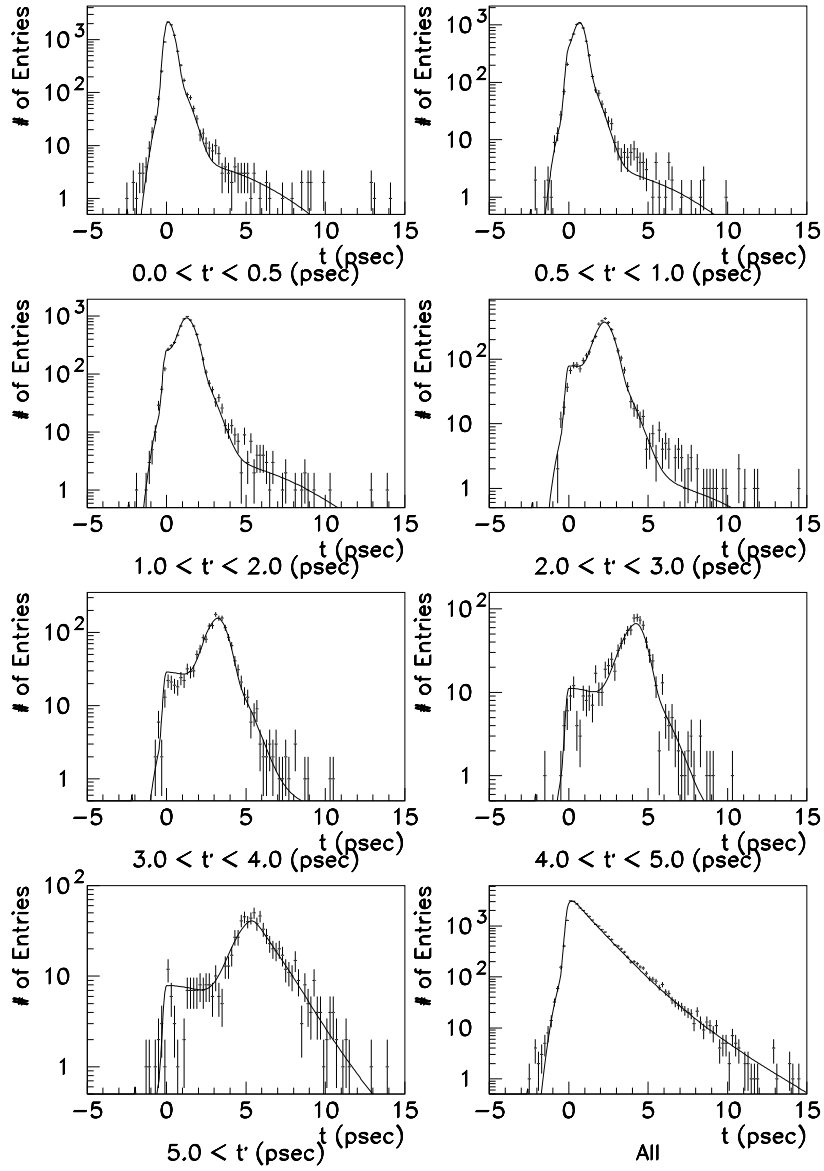 # of Entries
10³
10²
10
1
−5 0 5 10 15
t (psec)
0.0 < t' < 0.5 (psec)
# of Entries
10³
10²
10
1
−5 0 5 10 15
t (psec)
0.5 < t' < 1.0 (psec)
# of Entries
10³
10²
10
1
−5 0 5 10 15
t (psec)
1.0 < t' < 2.0 (psec)
# of Entries
10²
10
1
−5 0 5 10 15
t (psec)
2.0 < t' < 3.0 (psec)
# of Entries
10²
10
1
−5 0 5 10 15
t (psec)
3.0 < t' < 4.0 (psec)
# of Entries
10²
10
1
−5 0 5 10 15
t (psec)
4.0 < t' < 5.0 (psec)
# of Entries
10²
10
1
−5 0 5 10 15
t (psec)
5.0 < t' (psec)
# of Entries
10³
10²
10
1
−5 0 5 10 15
t (psec)
All